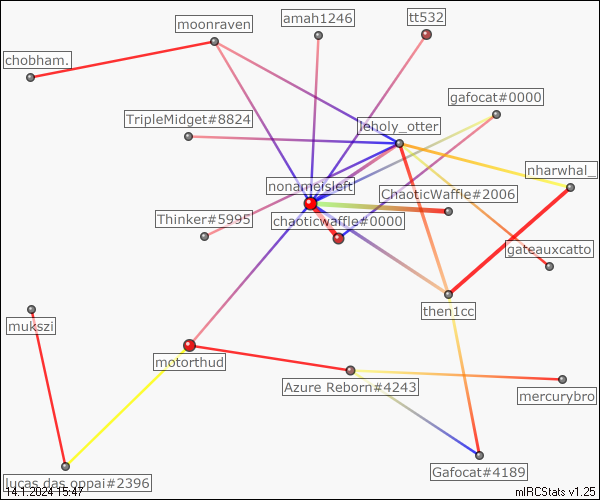 amah1246
tt532
moonraven
chobham.
gafocat#0000
TripleMidget#8824
leholy_otter
nharwhal_
nonameisleft
ChaoticWaffle#2006
Thinker#5995
chaoticwaffle#0000
gateauxcatto
then1cc
mukszi
motorthud
Azure Reborn#4243
mercurybro
Gafocat#4189
lucas das oppai#2396
14.1.2024 15:47
mIRCStats v1.25